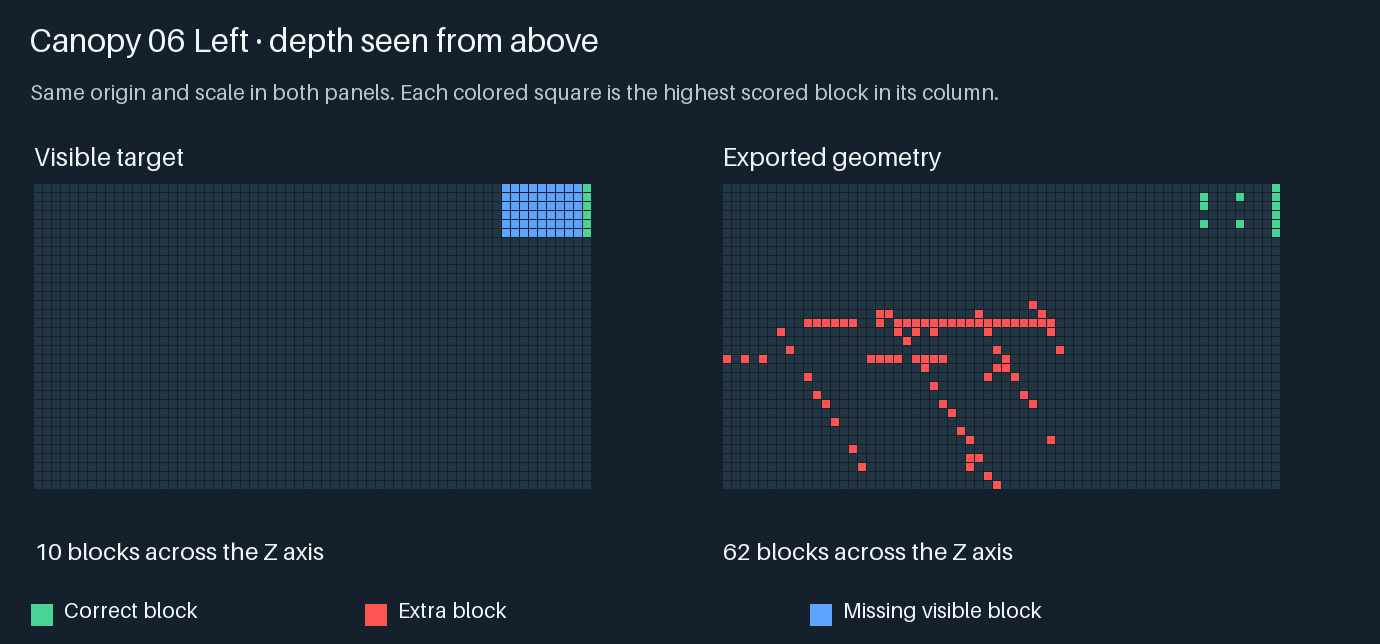 Canopy 06 Left · depth seen from above
Same origin and scale in both panels. Each colored square is the highest scored block in its column.
Visible target
Exported geometry
10 blocks across the Z axis
62 blocks across the Z axis
Correct block
Extra block
Missing visible block